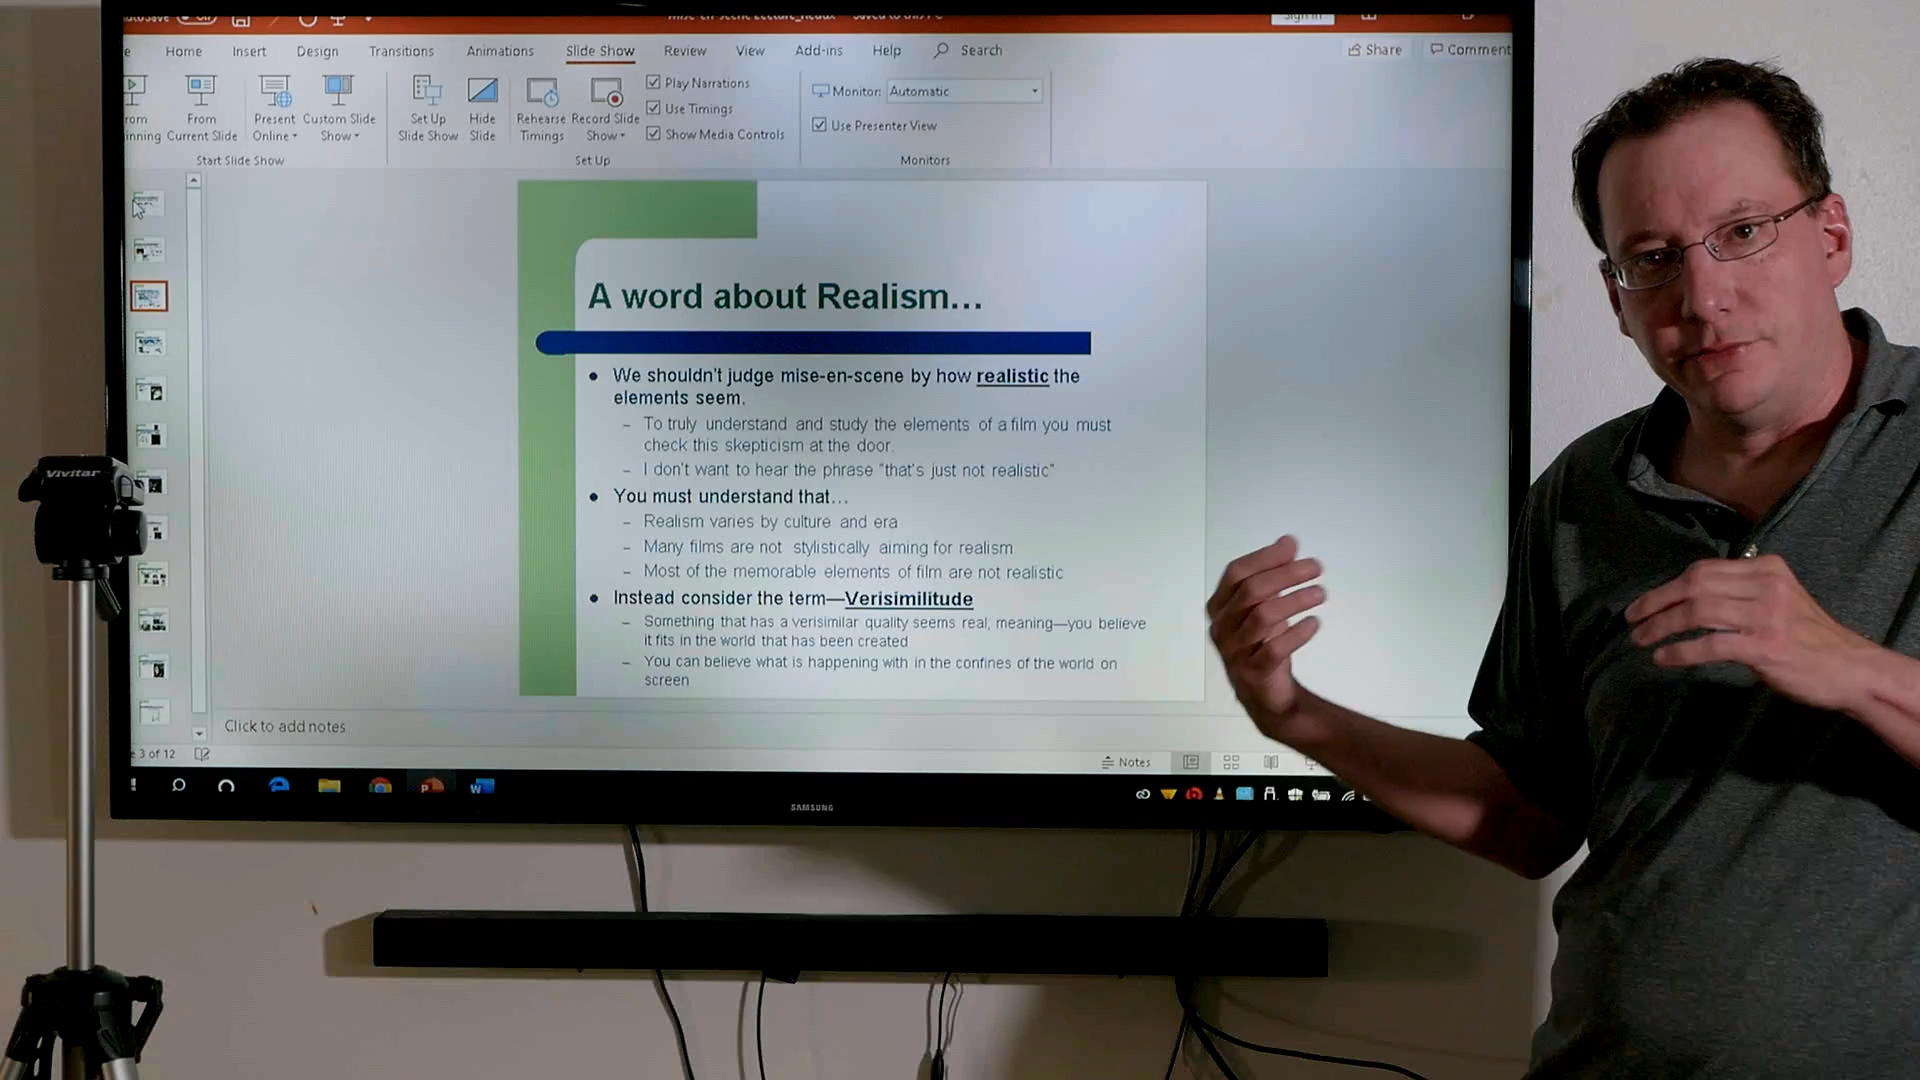 Home Insert Design Transitions Animations Slide Show Review View Add-ins Help Search Share Comment
Play Narrations
Use Timings
Show Media Controls
Monitor: Automatic
Use Presenter View
From Current Slide
Present Online
Custom Slide Show
Set Up Slide Show
Hide Slide
Rehearse Timings
Record Slide Show
Start Slide Show Set Up Monitors
A word about Realism...
• We shouldn't judge mise-en-scene by how realistic the
elements seem.
– To truly understand and study the elements of a film you must
check this skepticism at the door.
– I don't want to hear the phrase "that's just not realistic"
• You must understand that...
– Realism varies by culture and era
– Many films are not stylistically aiming for realism
– Most of the memorable elements of film are not realistic
• Instead consider the term—Verisimilitude
– Something that has a verisimilar quality seems real, meaning—you believe
it fits in the world that has been created
– You can believe what is happening with in the confines of the world on
screen
Click to add notes
3 of 12
Notes
SAMSUNG
Vivitar